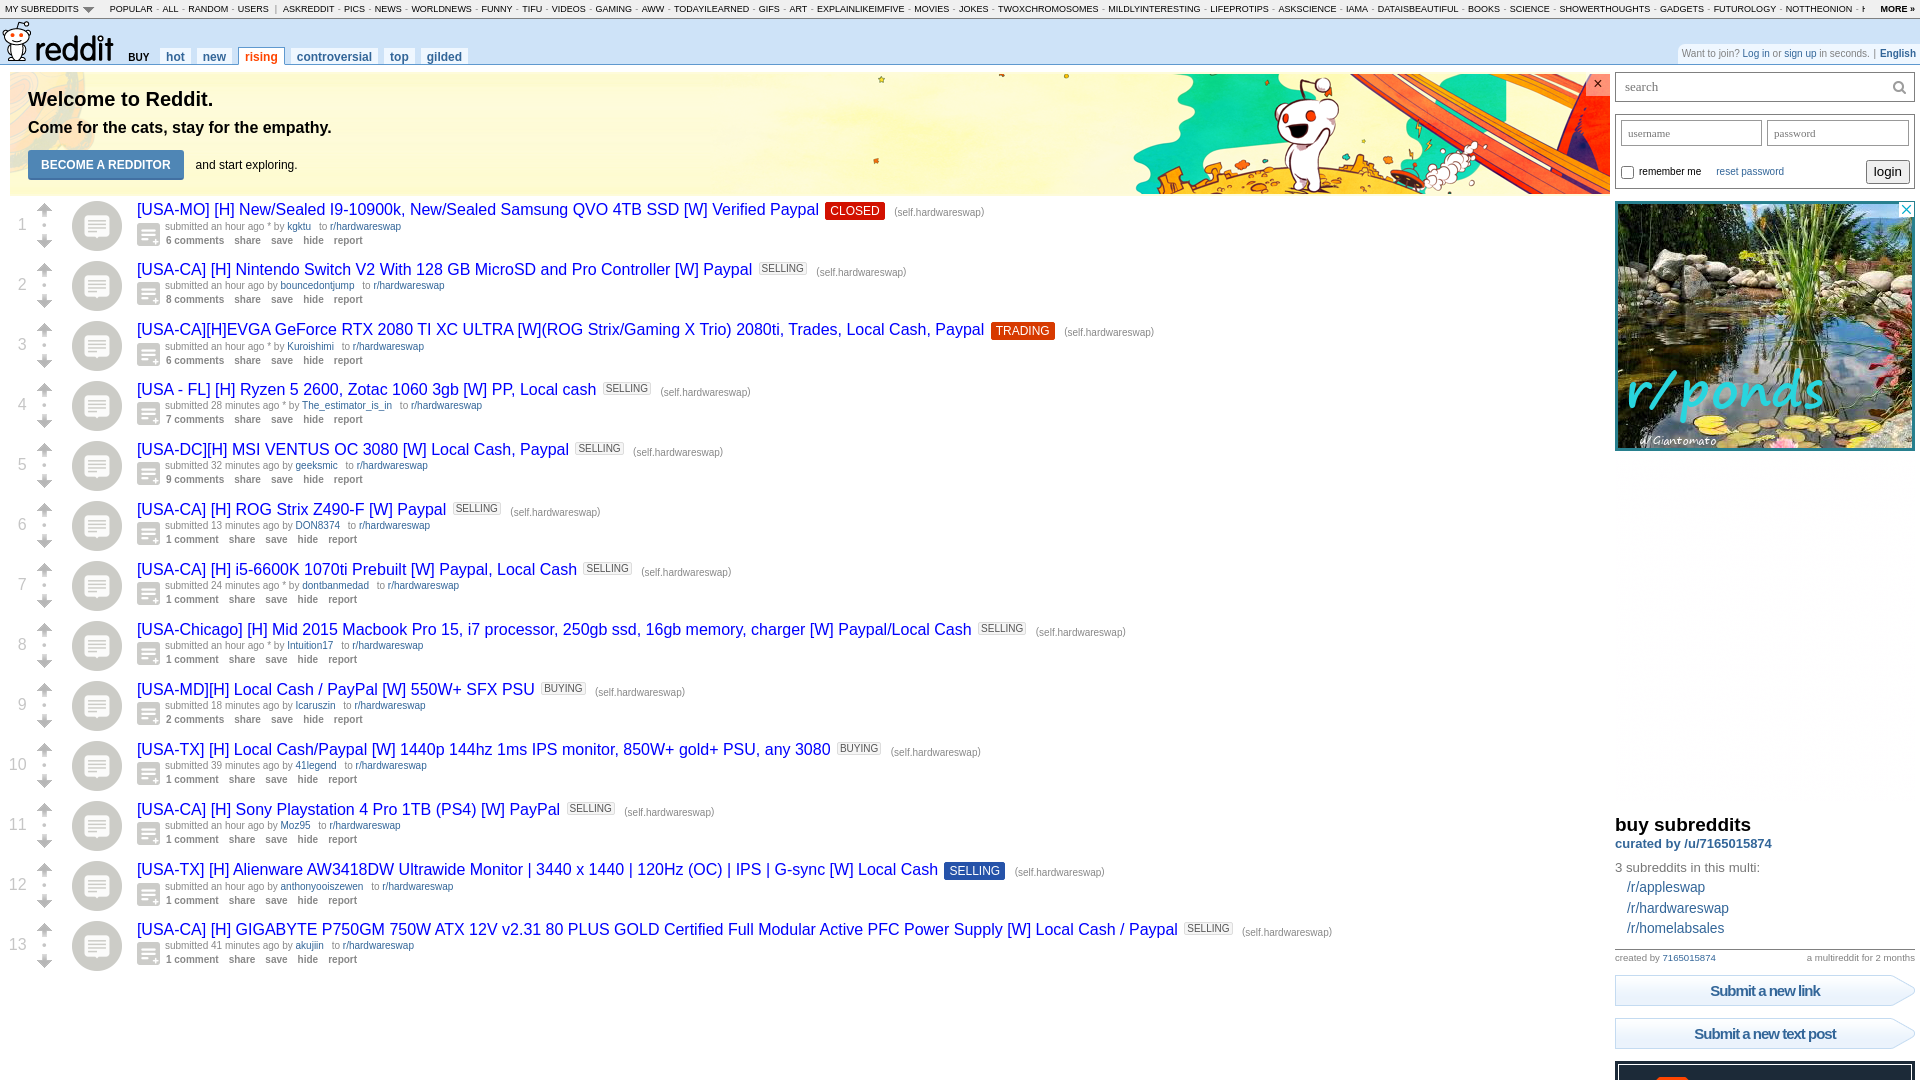 MY SUBREDDITS POPULAR - ALL - RANDOM - USERS | ASKREDDIT - PICS - NEWS - WORLDNEWS - FUNNY - TIFU - VIDEOS - GAMING - AWW - TODAYILEARNED - GIFS - ART - EXPLAINLIKEIMFIVE - MOVIES - JOKES - TWOXCHROMOSOMES - MILDLYINTERESTING - LIFEPROTIPS - ASKSCIENCE - IAMA - DATAISBEAUTIFUL - BOOKS - SCIENCE - SHOWERTHOUGHTS - GADGETS - FUTUROLOGY - NOTTHEONION - MORE »
reddit BUY hot new rising controversial top gilded
Want to join? Log in or sign up in seconds. | English
Welcome to Reddit.
Come for the cats, stay for the empathy.
BECOME A REDDITOR and start exploring.
×
1
[USA-MO] [H] New/Sealed I9-10900k, New/Sealed Samsung QVO 4TB SSD [W] Verified Paypal CLOSED (self.hardwareswap)
submitted an hour ago * by kgktu to r/hardwareswap
6 comments share save hide report
2
[USA-CA] [H] Nintendo Switch V2 With 128 GB MicroSD and Pro Controller [W] Paypal SELLING (self.hardwareswap)
submitted an hour ago by bouncedontjump to r/hardwareswap
8 comments share save hide report
3
[USA-CA][H]EVGA GeForce RTX 2080 TI XC ULTRA [W](ROG Strix/Gaming X Trio) 2080ti, Trades, Local Cash, Paypal TRADING (self.hardwareswap)
submitted an hour ago * by Kuroishimi to r/hardwareswap
6 comments share save hide report
4
[USA - FL] [H] Ryzen 5 2600, Zotac 1060 3gb [W] PP, Local cash SELLING (self.hardwareswap)
submitted 28 minutes ago * by The_estimator_is_in to r/hardwareswap
7 comments share save hide report
5
[USA-DC][H] MSI VENTUS OC 3080 [W] Local Cash, Paypal SELLING (self.hardwareswap)
submitted 32 minutes ago by geeksmic to r/hardwareswap
9 comments share save hide report
6
[USA-CA] [H] ROG Strix Z490-F [W] Paypal SELLING (self.hardwareswap)
submitted 13 minutes ago by DON8374 to r/hardwareswap
1 comment share save hide report
7
[USA-CA] [H] i5-6600K 1070ti Prebuilt [W] Paypal, Local Cash SELLING (self.hardwareswap)
submitted 24 minutes ago * by dontbanmedad to r/hardwareswap
1 comment share save hide report
8
[USA-Chicago] [H] Mid 2015 Macbook Pro 15, i7 processor, 250gb ssd, 16gb memory, charger [W] Paypal/Local Cash SELLING (self.hardwareswap)
submitted an hour ago * by Intuition17 to r/hardwareswap
1 comment share save hide report
9
[USA-MD][H] Local Cash / PayPal [W] 550W+ SFX PSU BUYING (self.hardwareswap)
submitted 18 minutes ago by Icaruszin to r/hardwareswap
2 comments share save hide report
10
[USA-TX] [H] Local Cash/Paypal [W] 1440p 144hz 1ms IPS monitor, 850W+ gold+ PSU, any 3080 BUYING (self.hardwareswap)
submitted 39 minutes ago by 41legend to r/hardwareswap
1 comment share save hide report
11
[USA-CA] [H] Sony Playstation 4 Pro 1TB (PS4) [W] PayPal SELLING (self.hardwareswap)
submitted an hour ago by Moz95 to r/hardwareswap
1 comment share save hide report
12
[USA-TX] [H] Alienware AW3418DW Ultrawide Monitor | 3440 x 1440 | 120Hz (OC) | IPS | G-sync [W] Local Cash SELLING (self.hardwareswap)
submitted an hour ago by anthonyooiszewen to r/hardwareswap
1 comment share save hide report
13
[USA-CA] [H] GIGABYTE P750GM 750W ATX 12V v2.31 80 PLUS GOLD Certified Full Modular Active PFC Power Supply [W] Local Cash / Paypal SELLING (self.hardwareswap)
submitted 41 minutes ago by akujiin to r/hardwareswap
1 comment share save hide report
search
username password
remember me reset password login
r/ponds
u/Giantomato
buy subreddits
curated by /u/7165015874
3 subreddits in this multi:
/r/appleswap
/r/hardwareswap
/r/homelabsales
created by 7165015874 a multireddit for 2 months
Submit a new link
Submit a new text post